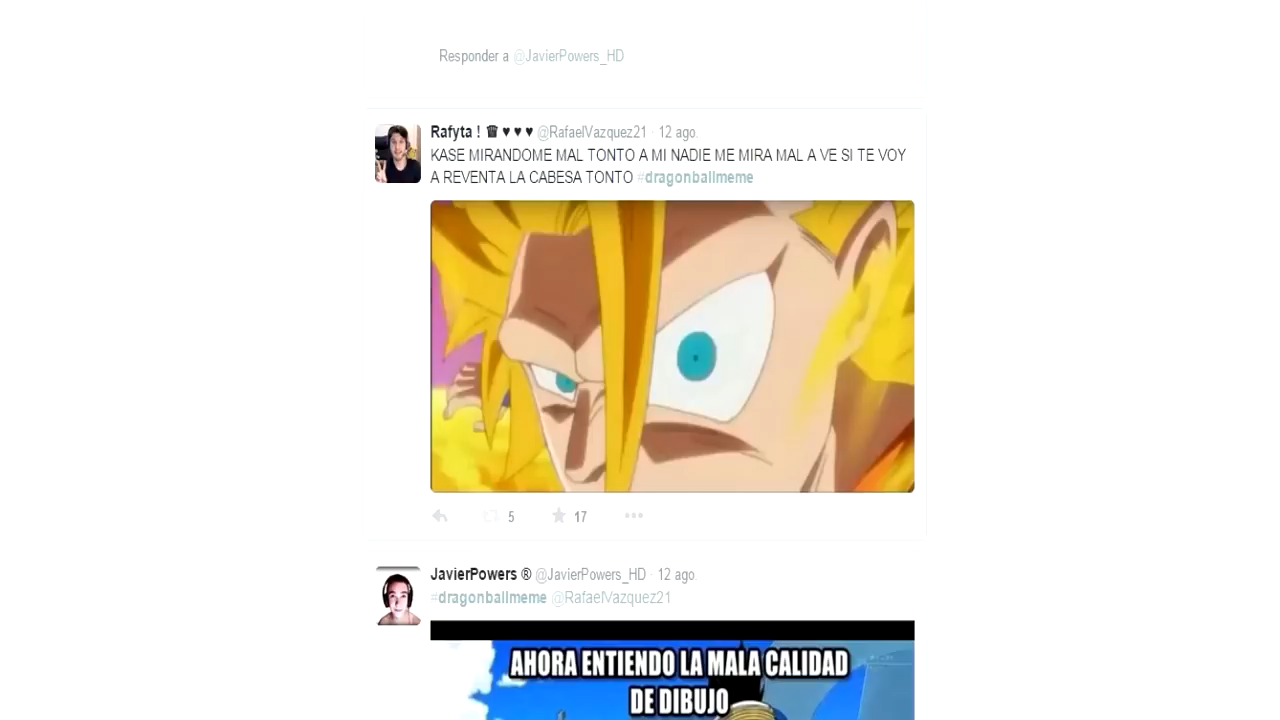 Responder a @JavierPowers_HD
Rafyta ! ♛ ♥ ♥ ♥ @RafaelVazquez21 · 12 ago.
KASE MIRANDOME MAL TONTO A MI NADIE ME MIRA MAL A VE SI TE VOY
A REVENTA LA CABESA TONTO #dragonballmeme
5 17
JavierPowers ® @JavierPowers_HD · 12 ago.
#dragonballmeme @RafaelVazquez21
AHORA ENTIENDO LA MALA CALIDAD
DE DIBUJO